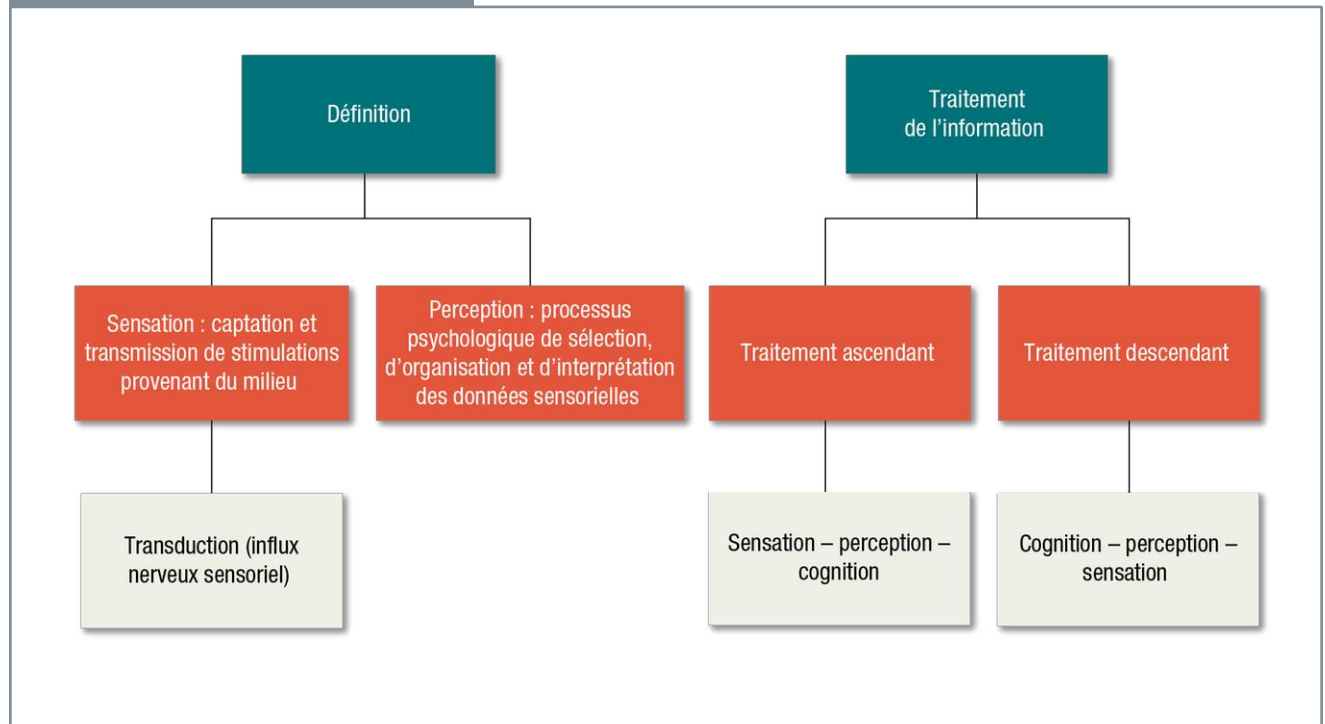 Définition
Traitement
de l'information
Sensation : captation et
transmission de stimulations
provenant du milieu
Perception : processus
psychologique de sélection,
d'organisation et d'interprétation
des données sensorielles
Traitement ascendant
Traitement descendant
Transduction (influx
nerveux sensoriel)
Sensation – perception –
cognition
Cognition – perception –
sensation